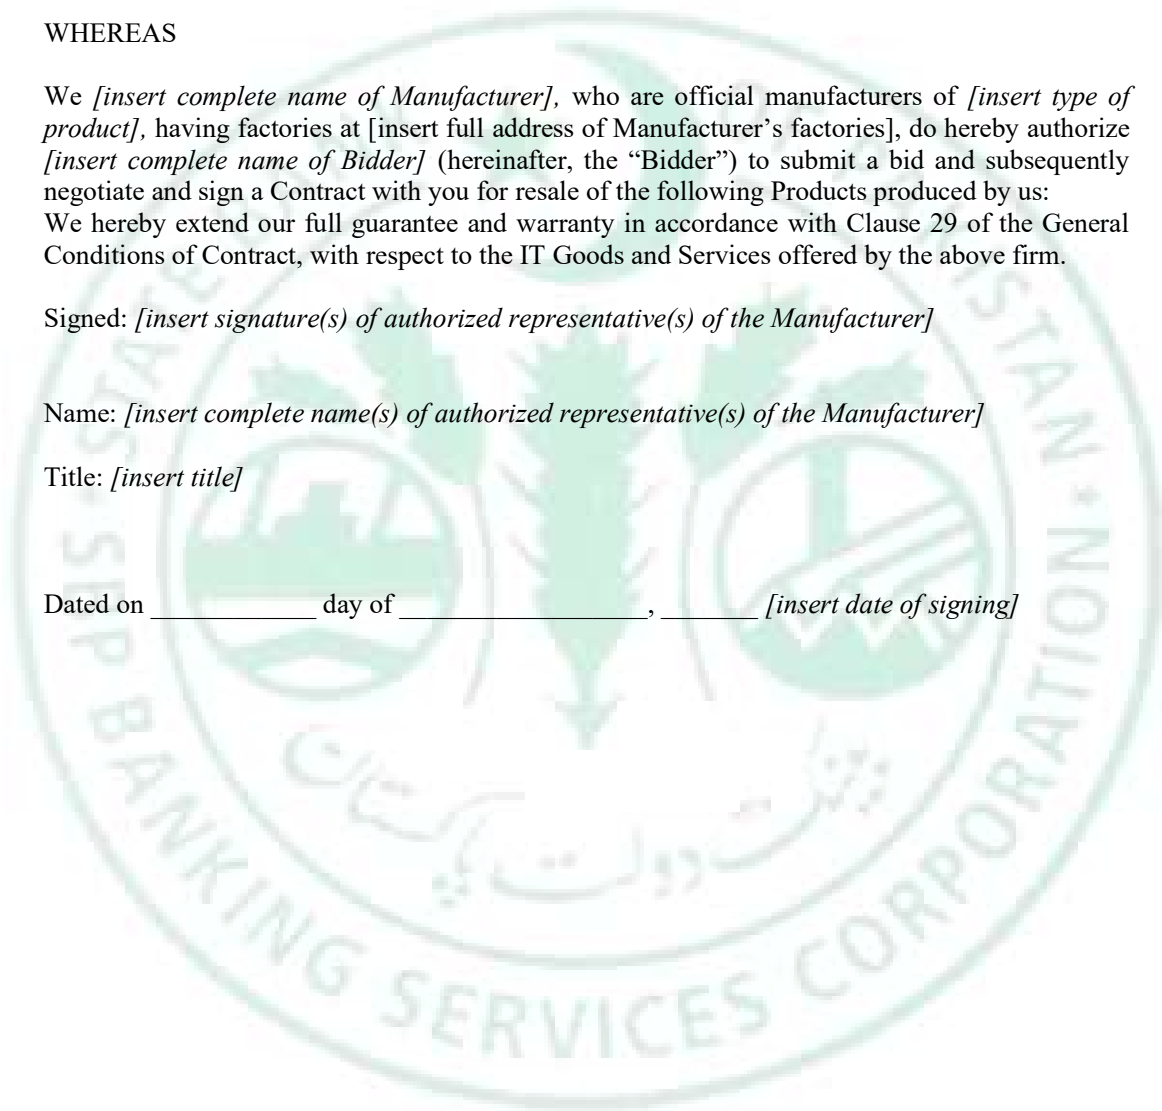 WHEREAS
We [insert complete name of Manufacturer], who are official manufacturers of [insert type of
product], having factories at [insert full address of Manufacturer’s factories], do hereby authorize
[insert complete name of Bidder] (hereinafter, the “Bidder”) to submit a bid and subsequently
negotiate and sign a Contract with you for resale of the following Products produced by us:
We hereby extend our full guarantee and warranty in accordance with Clause 29 of the General
Conditions of Contract, with respect to the IT Goods and Services offered by the above firm.
Signed: [insert signature(s) of authorized representative(s) of the Manufacturer]
Name: [insert complete name(s) of authorized representative(s) of the Manufacturer]
Title: [insert title]
Dated on ____________ day of __________________, _______ [insert date of signing]
STATE BANK OF PAKISTAN
SBP BANKING SERVICES CORPORATION
دولت پاکستان